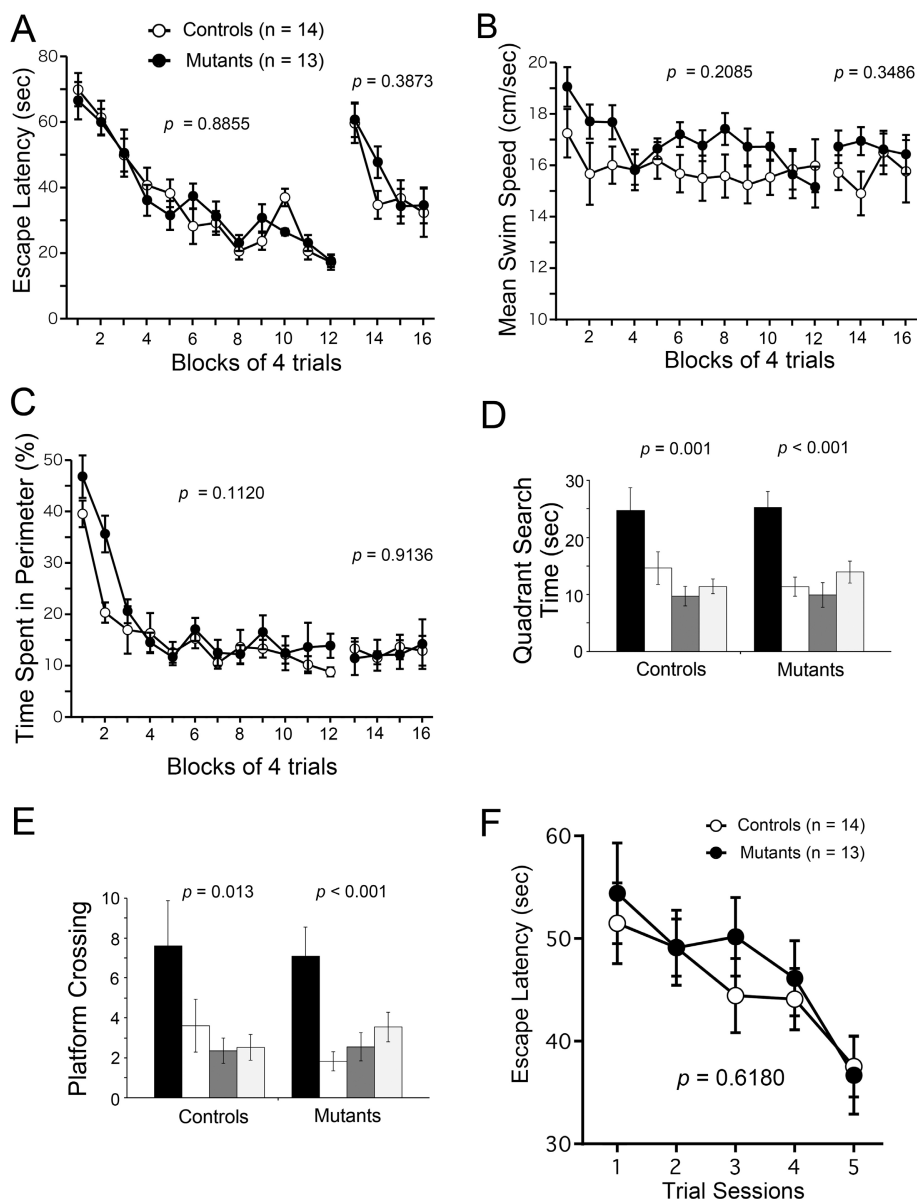 A
Controls (n = 14)
Mutants (n = 13)
Escape Latency (sec)
80
60
40
20
0
p = 0.8855
p = 0.3873
2 4 6 8 10 12 14 16
Blocks of 4 trials
B
Mean Swim Speed (cm/sec)
20
18
16
14
12
10
p = 0.2085
p = 0.3486
2 4 6 8 10 12 14 16
Blocks of 4 trials
C
Time Spent in Perimeter (%)
50
40
30
20
10
0
p = 0.1120
p = 0.9136
2 4 6 8 10 12 14 16
Blocks of 4 trials
D
Quadrant Search
Time (sec)
30
20
10
0
p = 0.001
p < 0.001
Controls
Mutants
E
Platform Crossing
10
8
6
4
2
0
p = 0.013
p < 0.001
Controls
Mutants
F
Controls (n = 14)
Mutants (n = 13)
Escape Latency (sec)
60
50
40
30
p = 0.6180
1 2 3 4 5
Trial Sessions